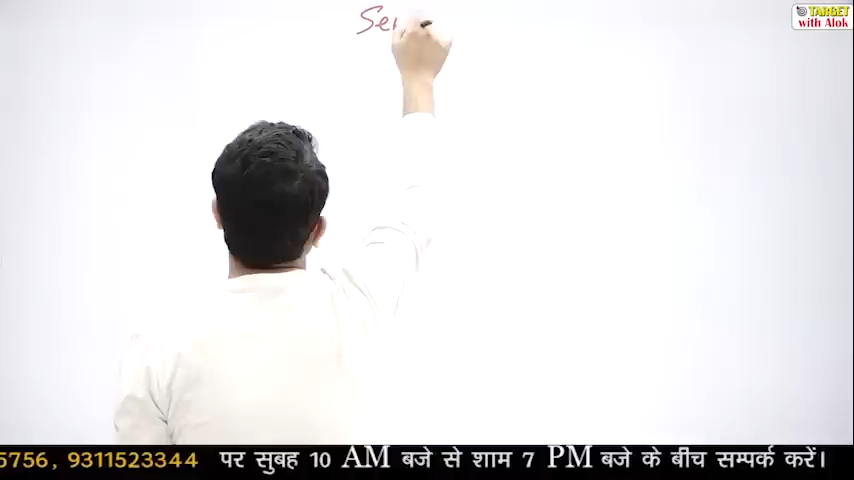 Se
TARGET
with Alok
5756, 9311523344 पर सुबह 10 AM बजे से शाम 7 PM बजे के बीच सम्पर्क करें।